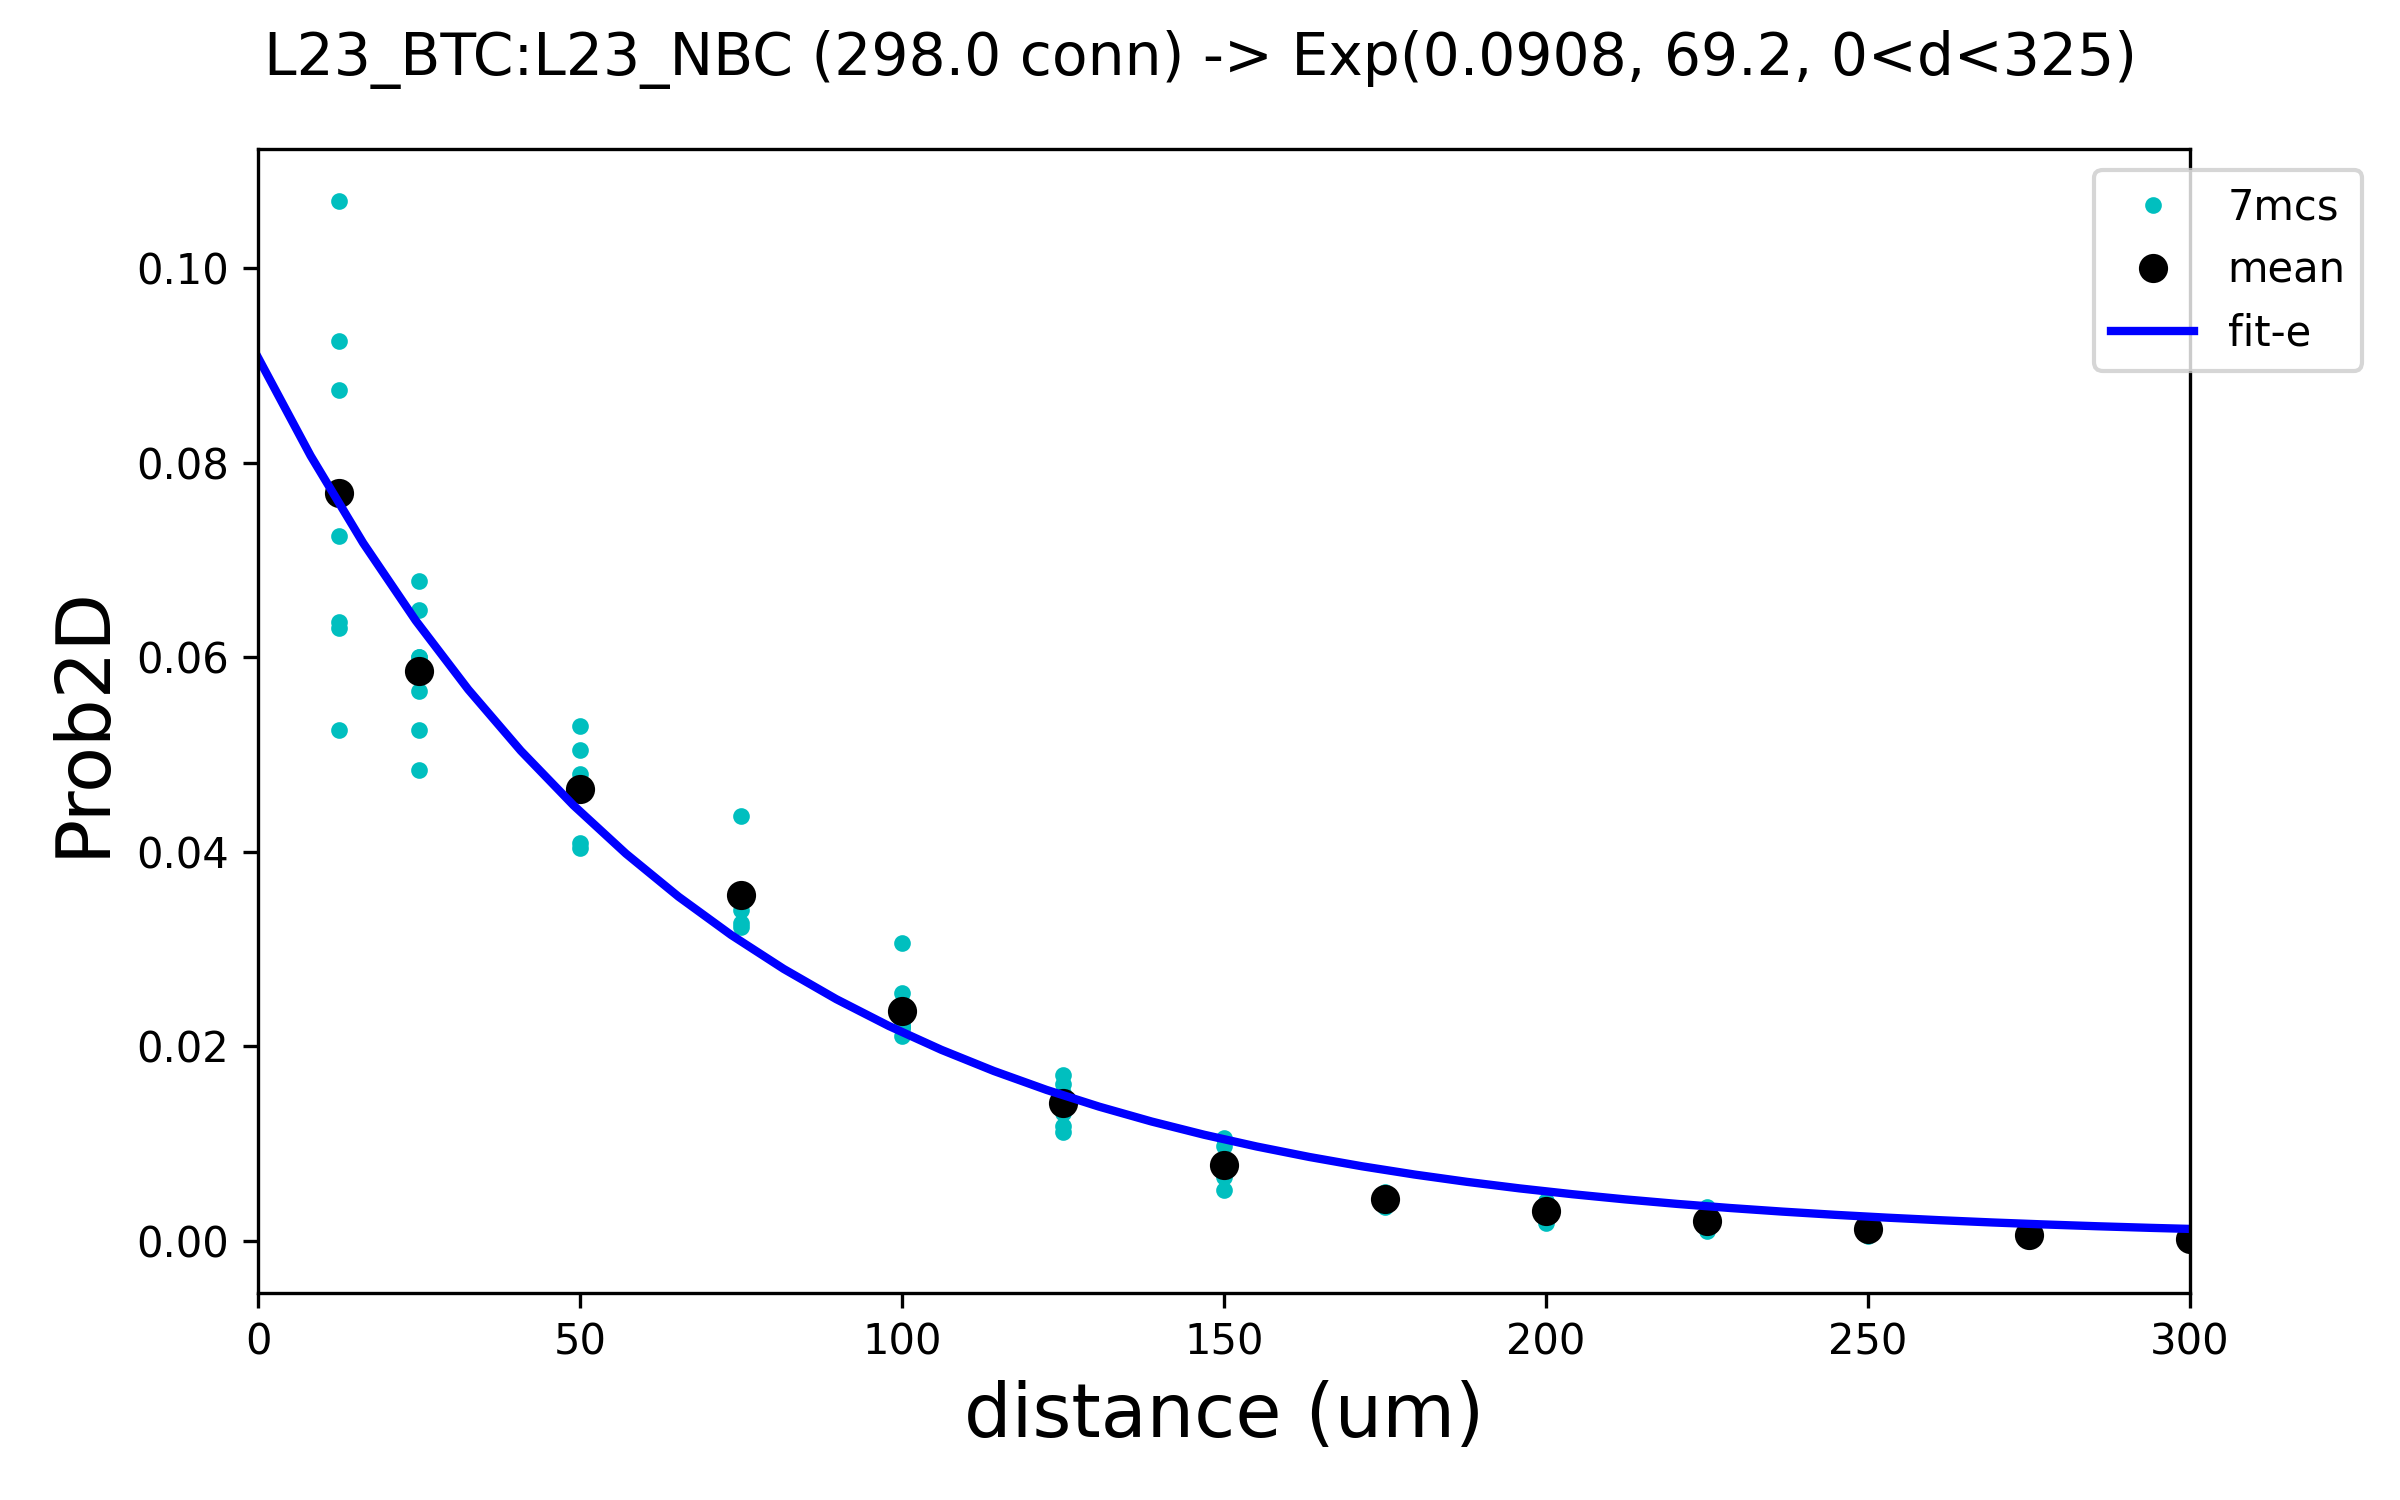 L23_BTC:L23_NBC (298.0 conn) -> Exp(0.0908, 69.2, 0<d<325)
7mcs
mean
fit-e
Prob2D
0.10
0.08
0.06
0.04
0.02
0.00
0 50 100 150 200 250 300
distance (um)